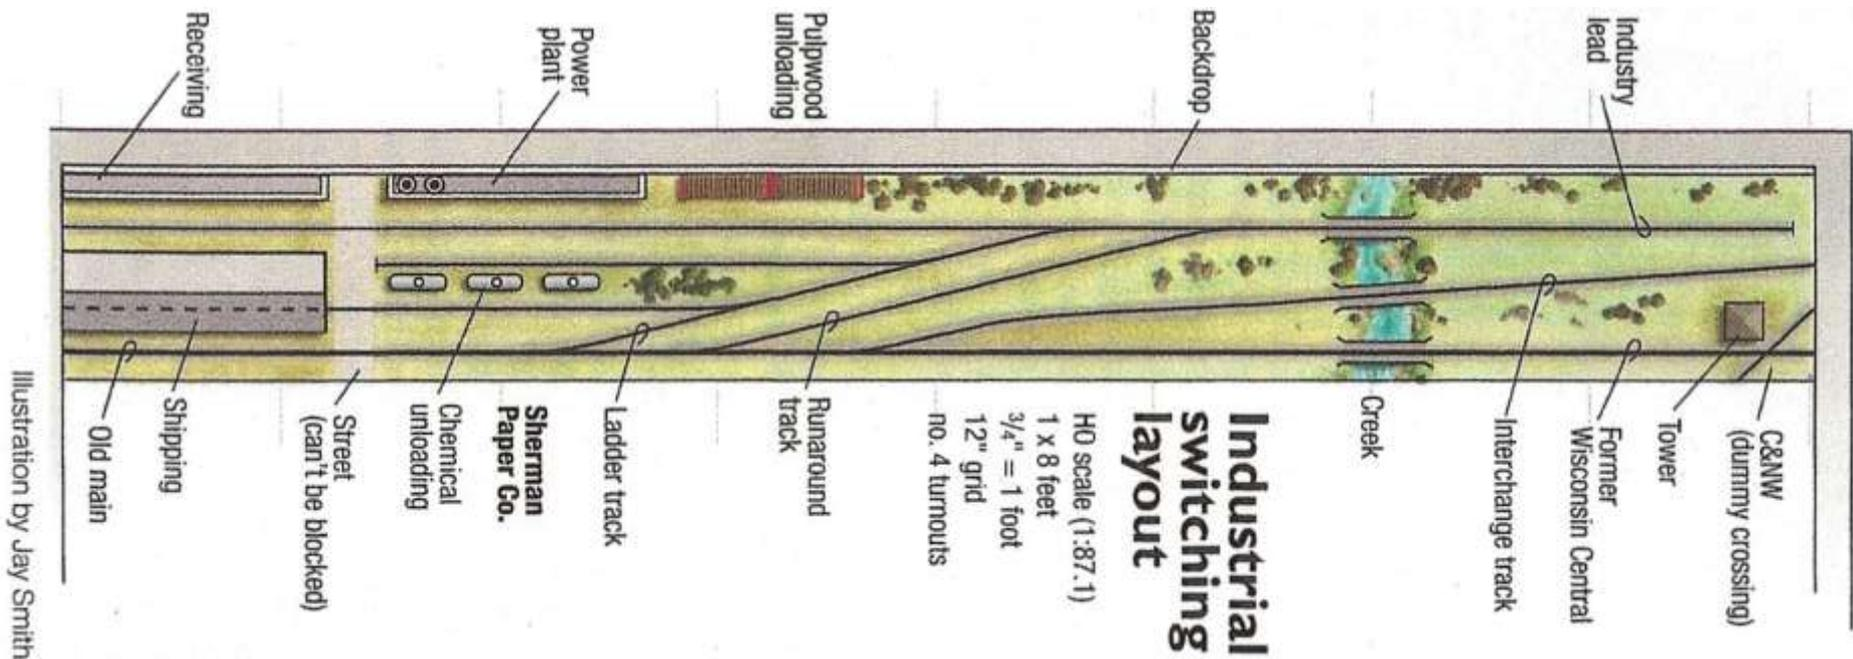 Receiving
Power
plant
Pulpwood
unloading
Backdrop
Industry
lead
Old main
Shipping
Street
(can't be blocked)
Chemical
unloading
Sherman
Paper Co.
Ladder track
Runaround
track
Industrial
switching
layout
HO scale (1:87.1)
1 x 8 feet
3/4" = 1 foot
12" grid
no. 4 turnouts
Creek
Interchange track
Former
Wisconsin Central
Tower
C&NW
(dummy crossing)
Illustration by Jay Smith